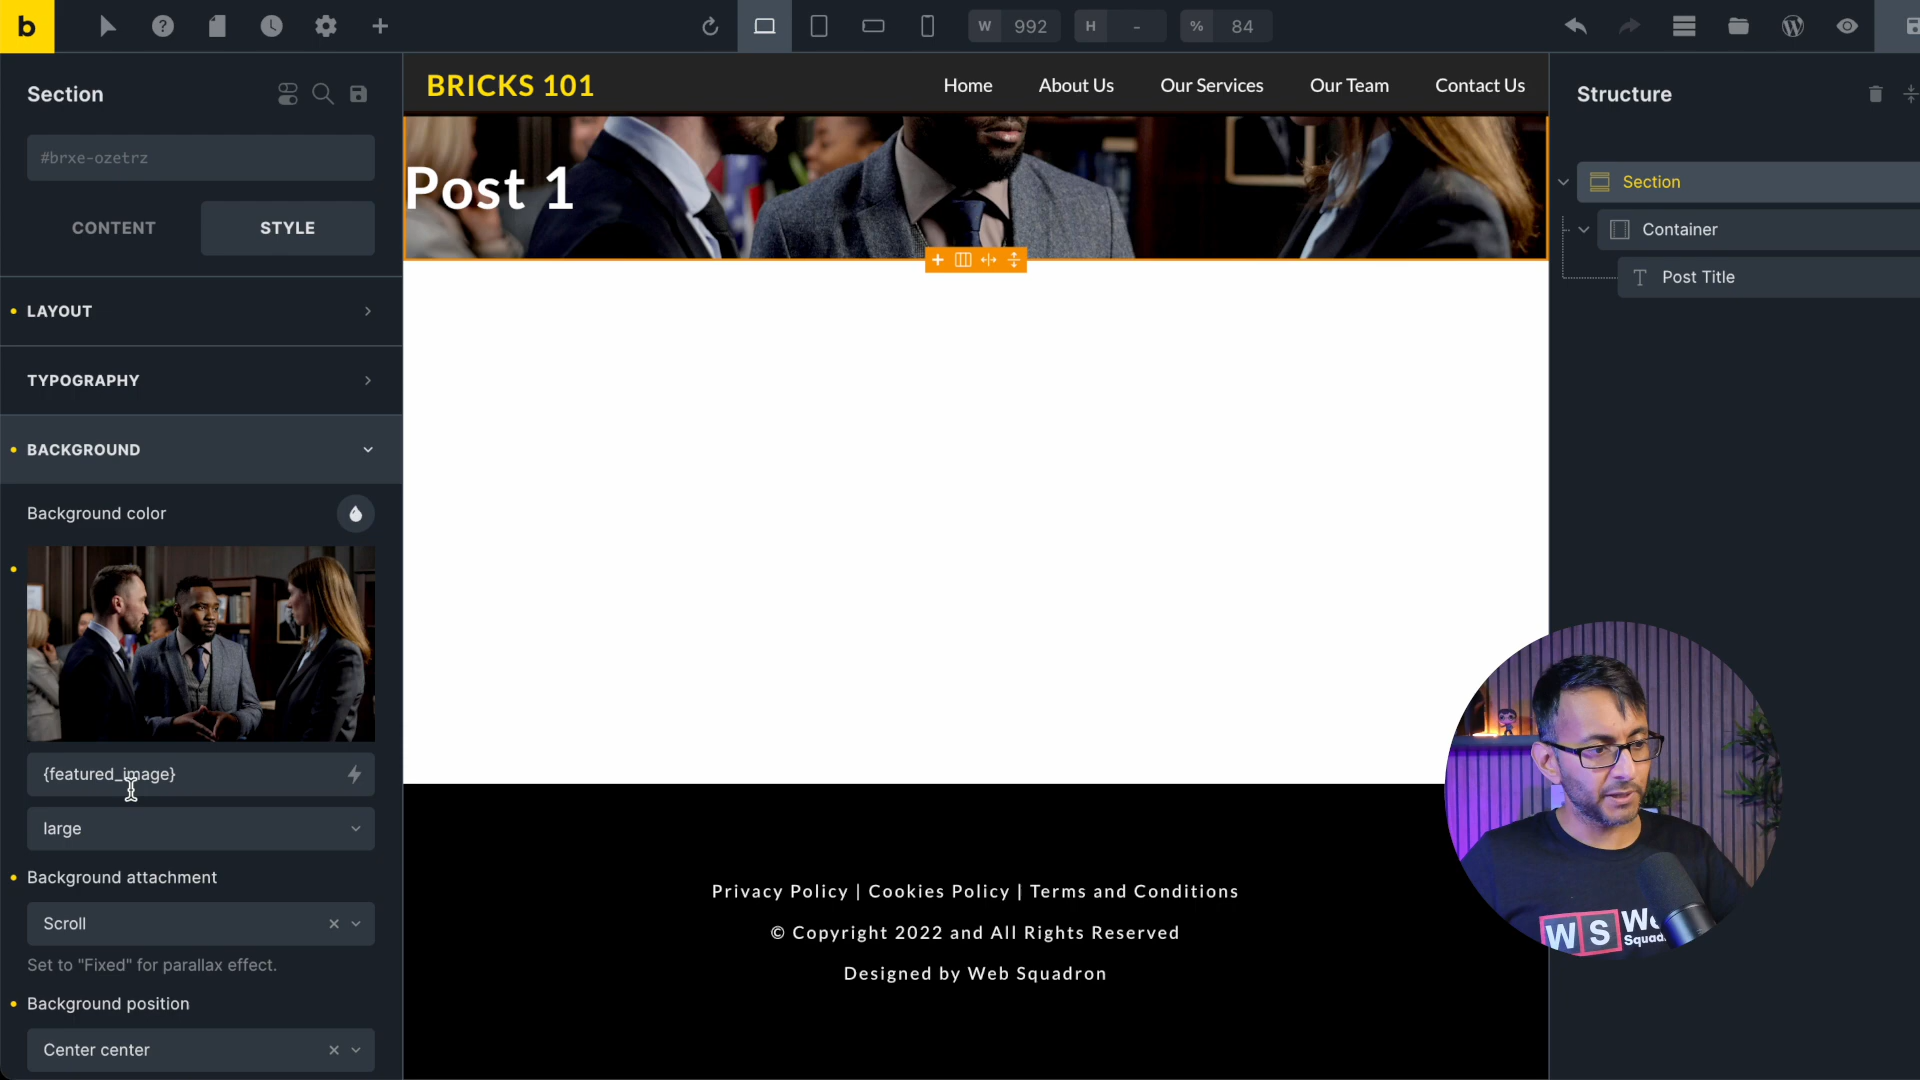 b
W 992
H -
% 84
Section
#brxe-ozetrz
CONTENT
STYLE
LAYOUT
TYPOGRAPHY
BACKGROUND
Background color
{featured_image}
large
Background attachment
Scroll
Set to "Fixed" for parallax effect.
Background position
Center center
BRICKS 101
Home
About Us
Our Services
Our Team
Contact Us
Post 1
Privacy Policy | Cookies Policy | Terms and Conditions
© Copyright 2022 and All Rights Reserved
Designed by Web Squadron
Structure
Section
Container
Post Title
WS